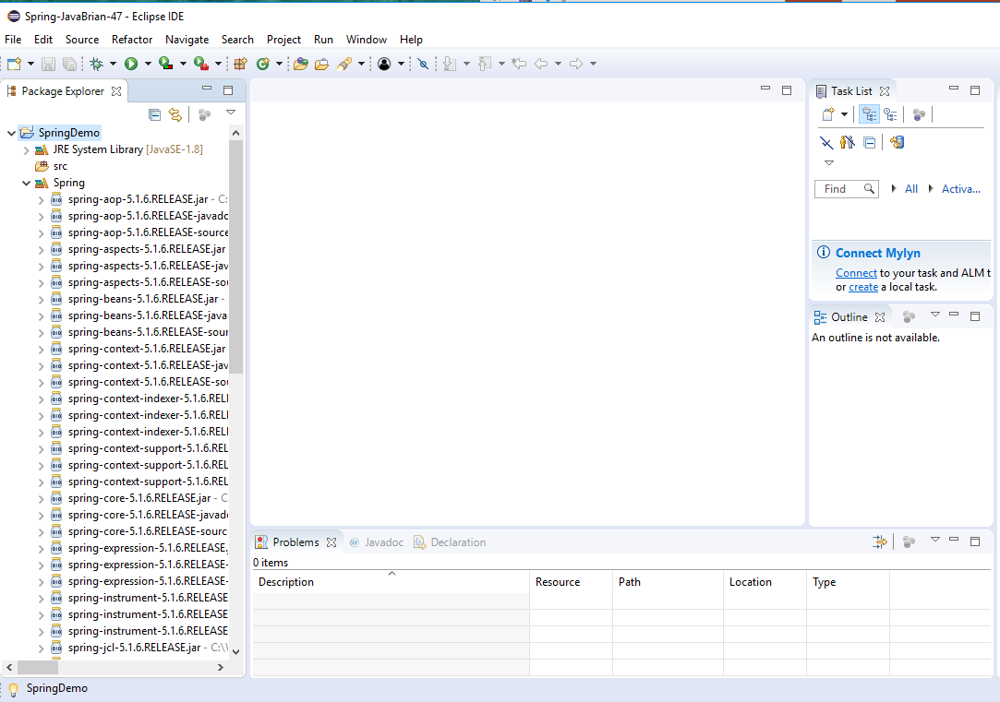 Spring-JavaBrian-47 - Eclipse IDE
File Edit Source Refactor Navigate Search Project Run Window Help
Package Explorer
SpringDemo
JRE System Library [JavaSE-1.8]
src
Spring
spring-aop-5.1.6.RELEASE.jar - C:
spring-aop-5.1.6.RELEASE-javadc
spring-aop-5.1.6.RELEASE-source
spring-aspects-5.1.6.RELEASE.jar
spring-aspects-5.1.6.RELEASE-jav
spring-aspects-5.1.6.RELEASE-sou
spring-beans-5.1.6.RELEASE.jar -
spring-beans-5.1.6.RELEASE-java
spring-beans-5.1.6.RELEASE-sour
spring-context-5.1.6.RELEASE.jar
spring-context-5.1.6.RELEASE-jav
spring-context-5.1.6.RELEASE-sou
spring-context-indexer-5.1.6.RELI
spring-context-indexer-5.1.6.RELI
spring-context-indexer-5.1.6.RELI
spring-context-support-5.1.6.REL
spring-context-support-5.1.6.REL
spring-context-support-5.1.6.REL
spring-core-5.1.6.RELEASE.jar - C
spring-core-5.1.6.RELEASE-javad
spring-core-5.1.6.RELEASE-sourc
spring-expression-5.1.6.RELEASE.
spring-expression-5.1.6.RELEASE-
spring-expression-5.1.6.RELEASE-
spring-instrument-5.1.6.RELEASE
spring-instrument-5.1.6.RELEASE
spring-instrument-5.1.6.RELEASE
spring-jcl-5.1.6.RELEASE.jar - C:\
Task List
Find All Activa...
Connect Mylyn
Connect to your task and ALM t
or create a local task.
Outline
An outline is not available.
Problems @ Javadoc Declaration
0 items
Description Resource Path Location Type
SpringDemo